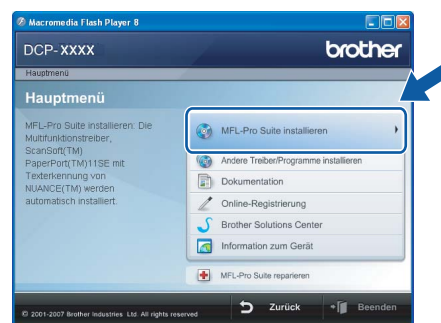 Macromedia Flash Player 8
DCP-XXXX
brother
Hauptmenü
Hauptmenü
MFL-Pro Suite installieren: Die
Multifunktionstreiber,
ScanSoft(TM)
PaperPort(TM)11SE mit
Texterkennung von
NUANCE(TM) werden
automatisch installiert.
MFL-Pro Suite installieren
Andere Treiber/Programme installieren
Dokumentation
Online-Registrierung
Brother Solutions Center
Information zum Gerät
MFL-Pro Suite reparieren
© 2001-2007 Brother Industries Ltd. All rights reserved
Zurück
Beenden